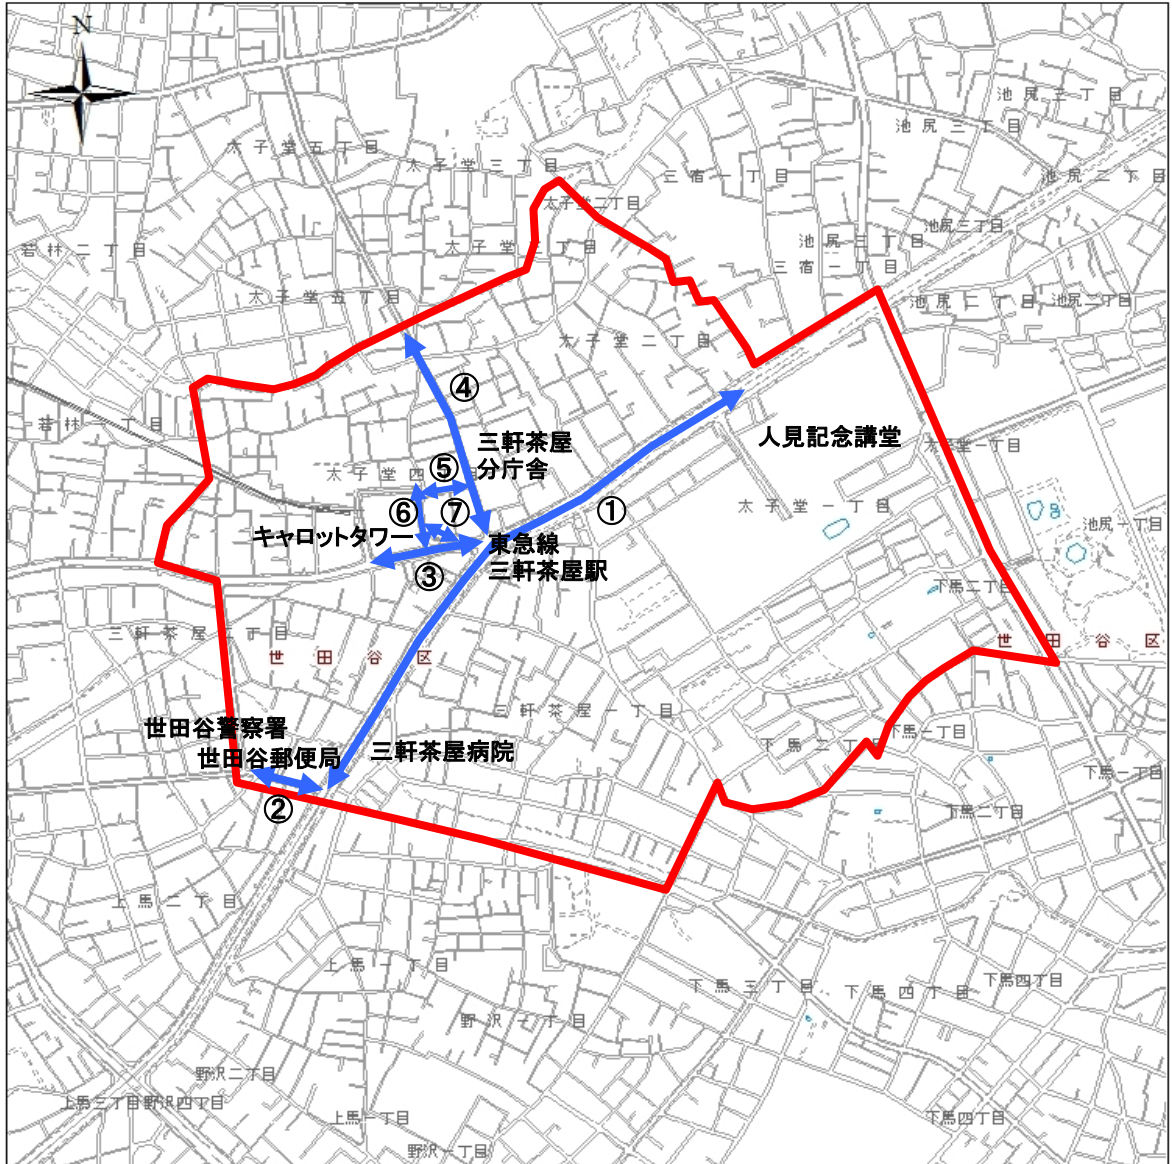 N
池尻三丁目
池尻三丁目
太子堂五丁目
太子堂三丁目
三宿一丁目
池尻二丁目
太子堂二丁目
池尻三丁目
若林二丁目
太子堂二丁目
池尻三丁目
三宿二丁目
太子堂五丁目
池尻二丁目
池尻二丁目
太子堂二丁目
④
若林一丁目
人見記念講堂
太子堂一丁目
三軒茶屋
分庁舎
太子堂四
目
⑤
太子堂一丁目
⑥
⑦
①
池尻一丁目
キャロットタワー
東急線
三軒茶屋駅
③
下馬二丁目
三軒茶屋二丁目
世田谷区
世田谷区
三軒茶屋一丁目
世田谷警察署
世田谷郵便局
三軒茶屋病院
下馬二丁目
下馬一丁目
下馬一丁目
②
下馬二丁目
上馬二丁目
上馬一丁目
下馬三丁目
下馬四丁目
下馬四丁目
野沢一丁目
野沢二丁目
上馬三丁目
野沢四丁目
上馬一丁目
下馬四丁目
野沢一丁目